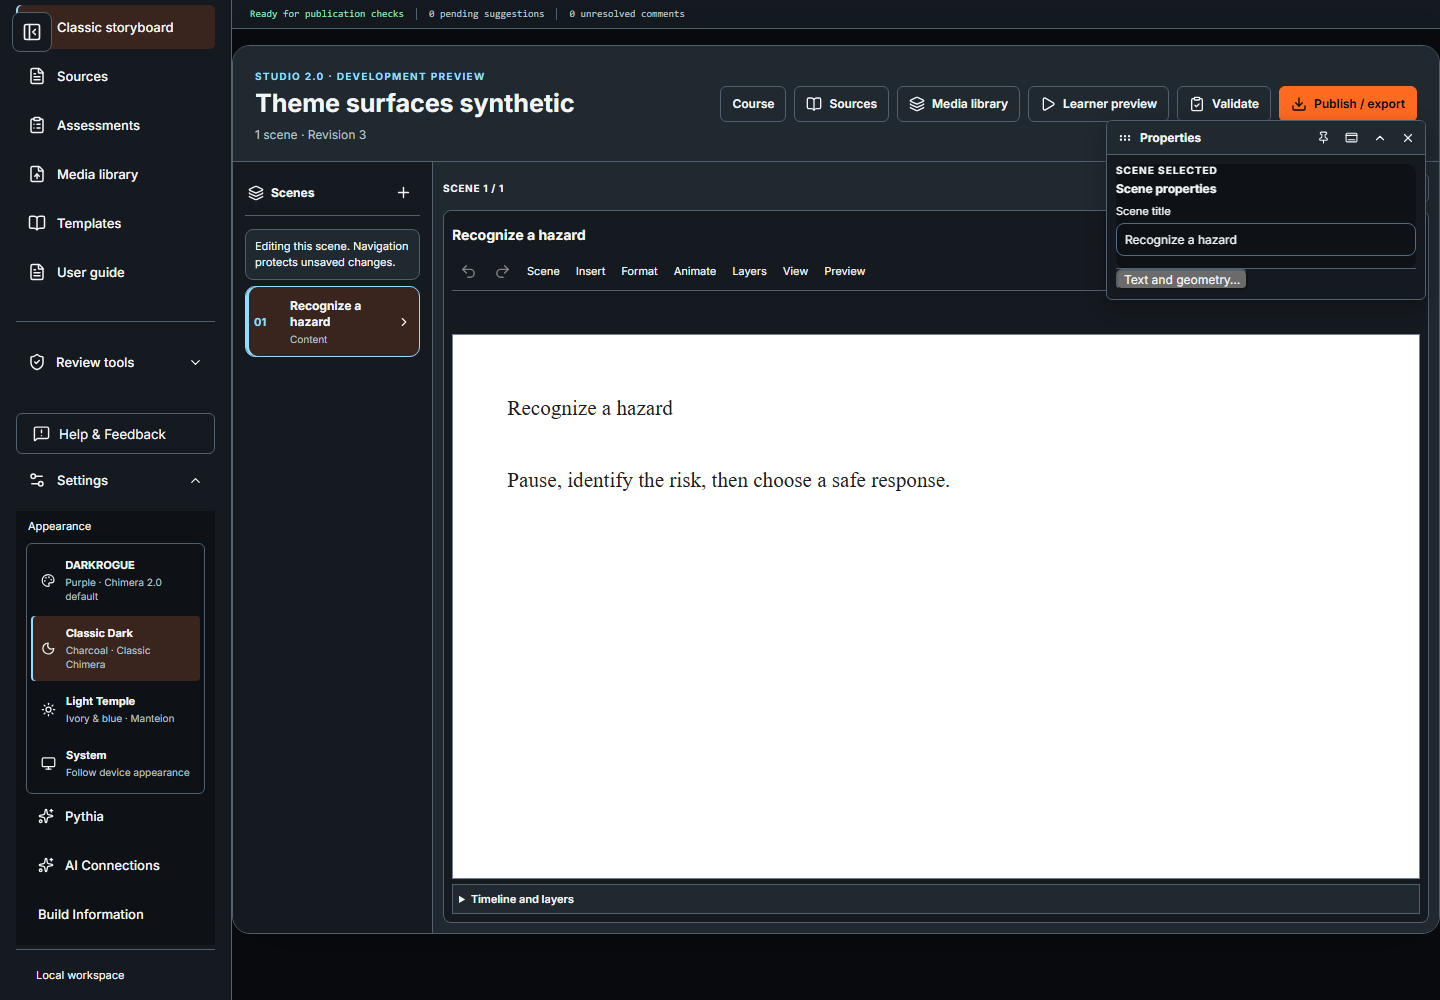 Classic storyboard
Sources
Assessments
Media library
Templates
User guide
Review tools
Help & Feedback
Settings
Appearance
DARKROGUE
Purple · Chimera 2.0
default
Classic Dark
Charcoal · Classic
Chimera
Light Temple
Ivory & blue · Manteion
System
Follow device appearance
Pythia
AI Connections
Build Information
Local workspace
Ready for publication checks
0 pending suggestions
0 unresolved comments
STUDIO 2.0 · DEVELOPMENT PREVIEW
Theme surfaces synthetic
1 scene · Revision 3
Course
Sources
Media library
Learner preview
Validate
Publish / export
Scenes
Editing this scene. Navigation
protects unsaved changes.
01
Recognize a
hazard
Content
SCENE 1 / 1
Recognize a hazard
Scene
Insert
Format
Animate
Layers
View
Preview
Properties
SCENE SELECTED
Scene properties
Scene title
Recognize a hazard
Text and geometry...
Recognize a hazard
Pause, identify the risk, then choose a safe response.
Timeline and layers